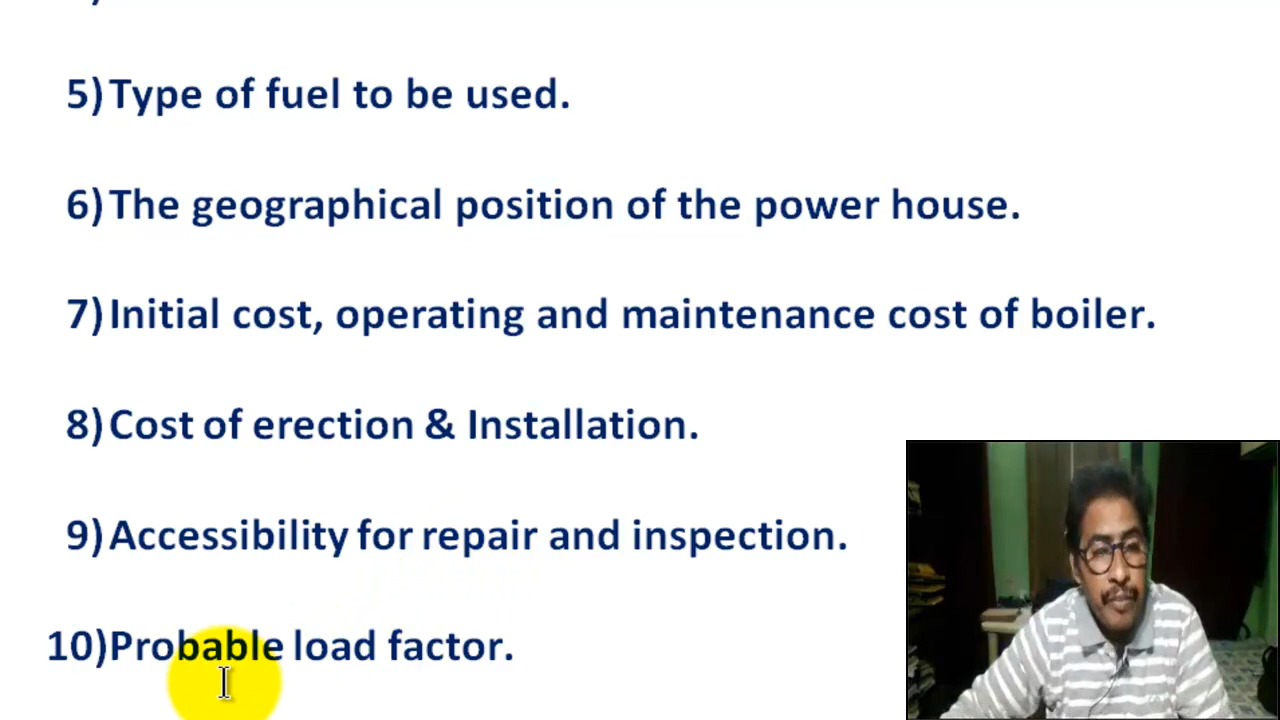 5) Type of fuel to be used.
6) The geographical position of the power house.
7) Initial cost, operating and maintenance cost of boiler.
8) Cost of erection & Installation.
9) Accessibility for repair and inspection.
10) Probable load factor.